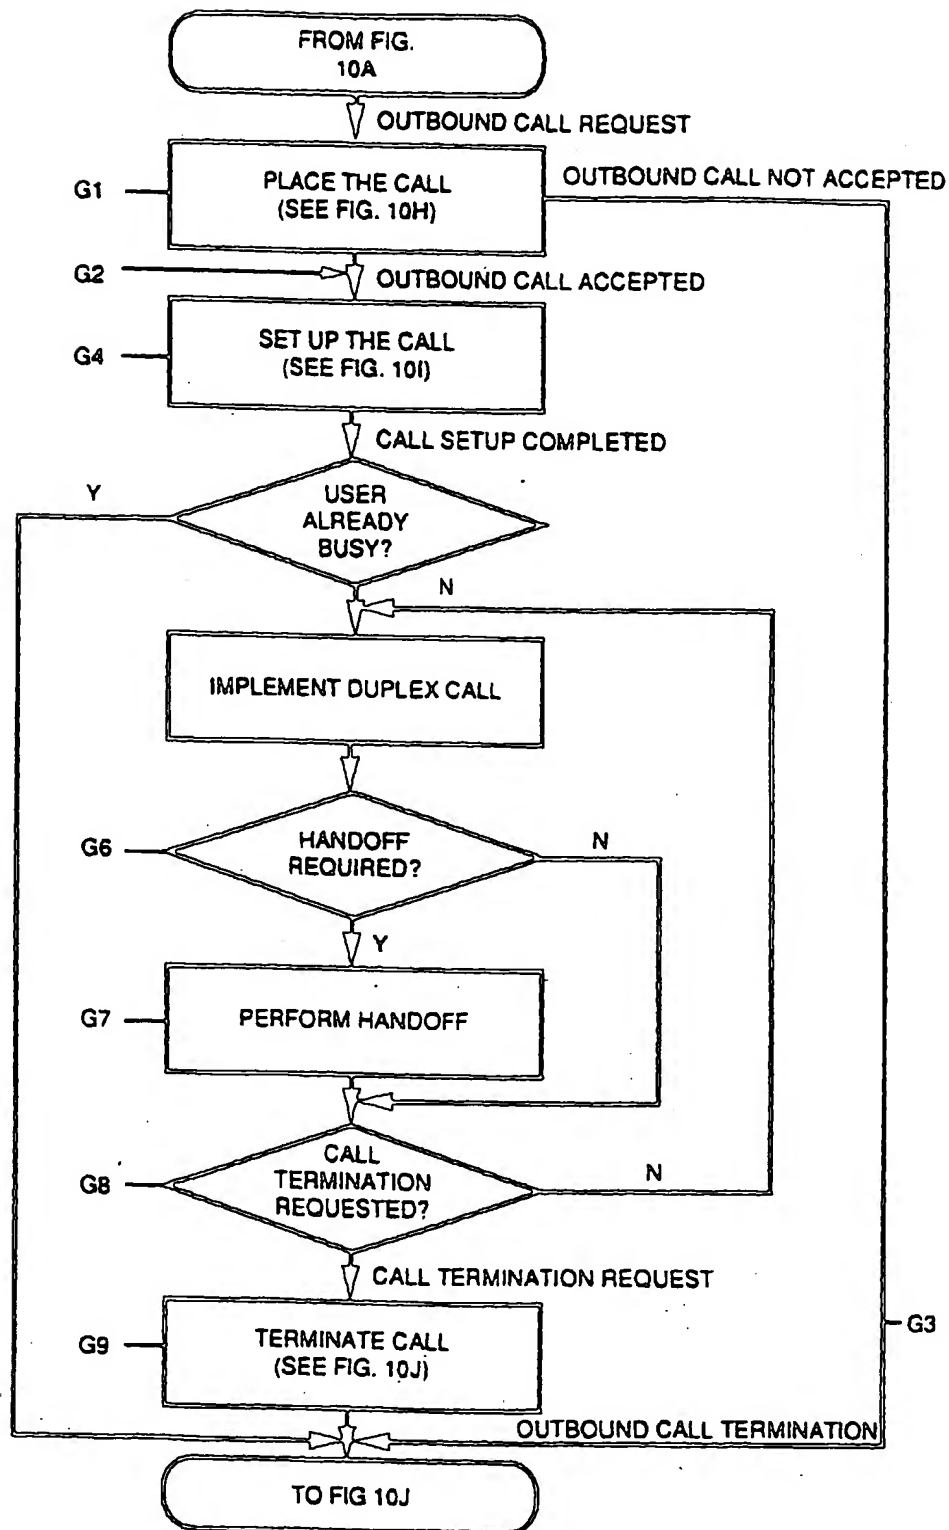 FROM FIG.
10A
OUTBOUND CALL REQUEST
G1
PLACE THE CALL
(SEE FIG. 10H)
OUTBOUND CALL NOT ACCEPTED
G2
OUTBOUND CALL ACCEPTED
G4
SET UP THE CALL
(SEE FIG. 10I)
CALL SETUP COMPLETED
Y
USER
ALREADY
BUSY?
N
IMPLEMENT DUPLEX CALL
G6
HANDOFF
REQUIRED?
N
Y
G7
PERFORM HANDOFF
G8
CALL
TERMINATION
REQUESTED?
N
CALL TERMINATION REQUEST
G9
TERMINATE CALL
(SEE FIG. 10J)
G3
OUTBOUND CALL TERMINATION
TO FIG 10J